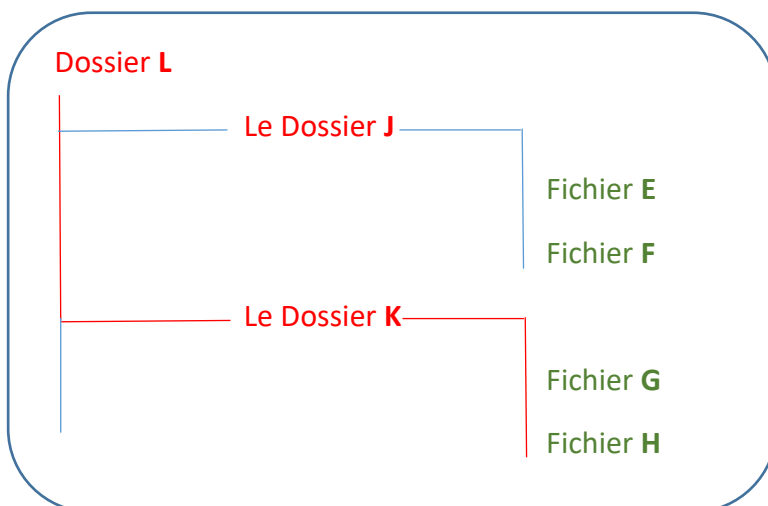 Dossier L
Le Dossier J
Fichier E
Fichier F
Le Dossier K
Fichier G
Fichier H